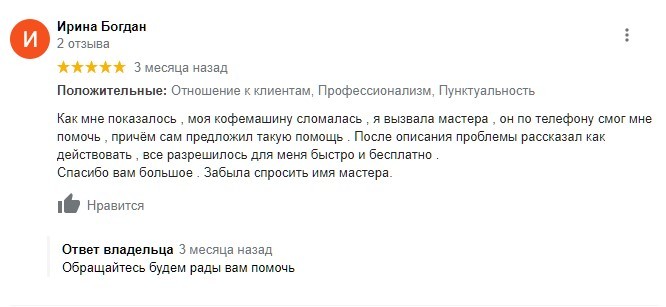 И
Ирина Богдан
2 отзыва
3 месяца назад
Положительные: Отношение к клиентам, Профессионализм, Пунктуальность
Как мне показалось , моя кофемашину сломалась , я вызвала мастера , он по телефону смог мне
помочь , причём сам предложил такую помощь . После описания проблемы рассказал как
действовать , все разрешилось для меня быстро и бесплатно .
Спасибо вам большое . Забыла спросить имя мастера.
Нравится
Ответ владельца 3 месяца назад
Обращайтесь будем рады вам помочь